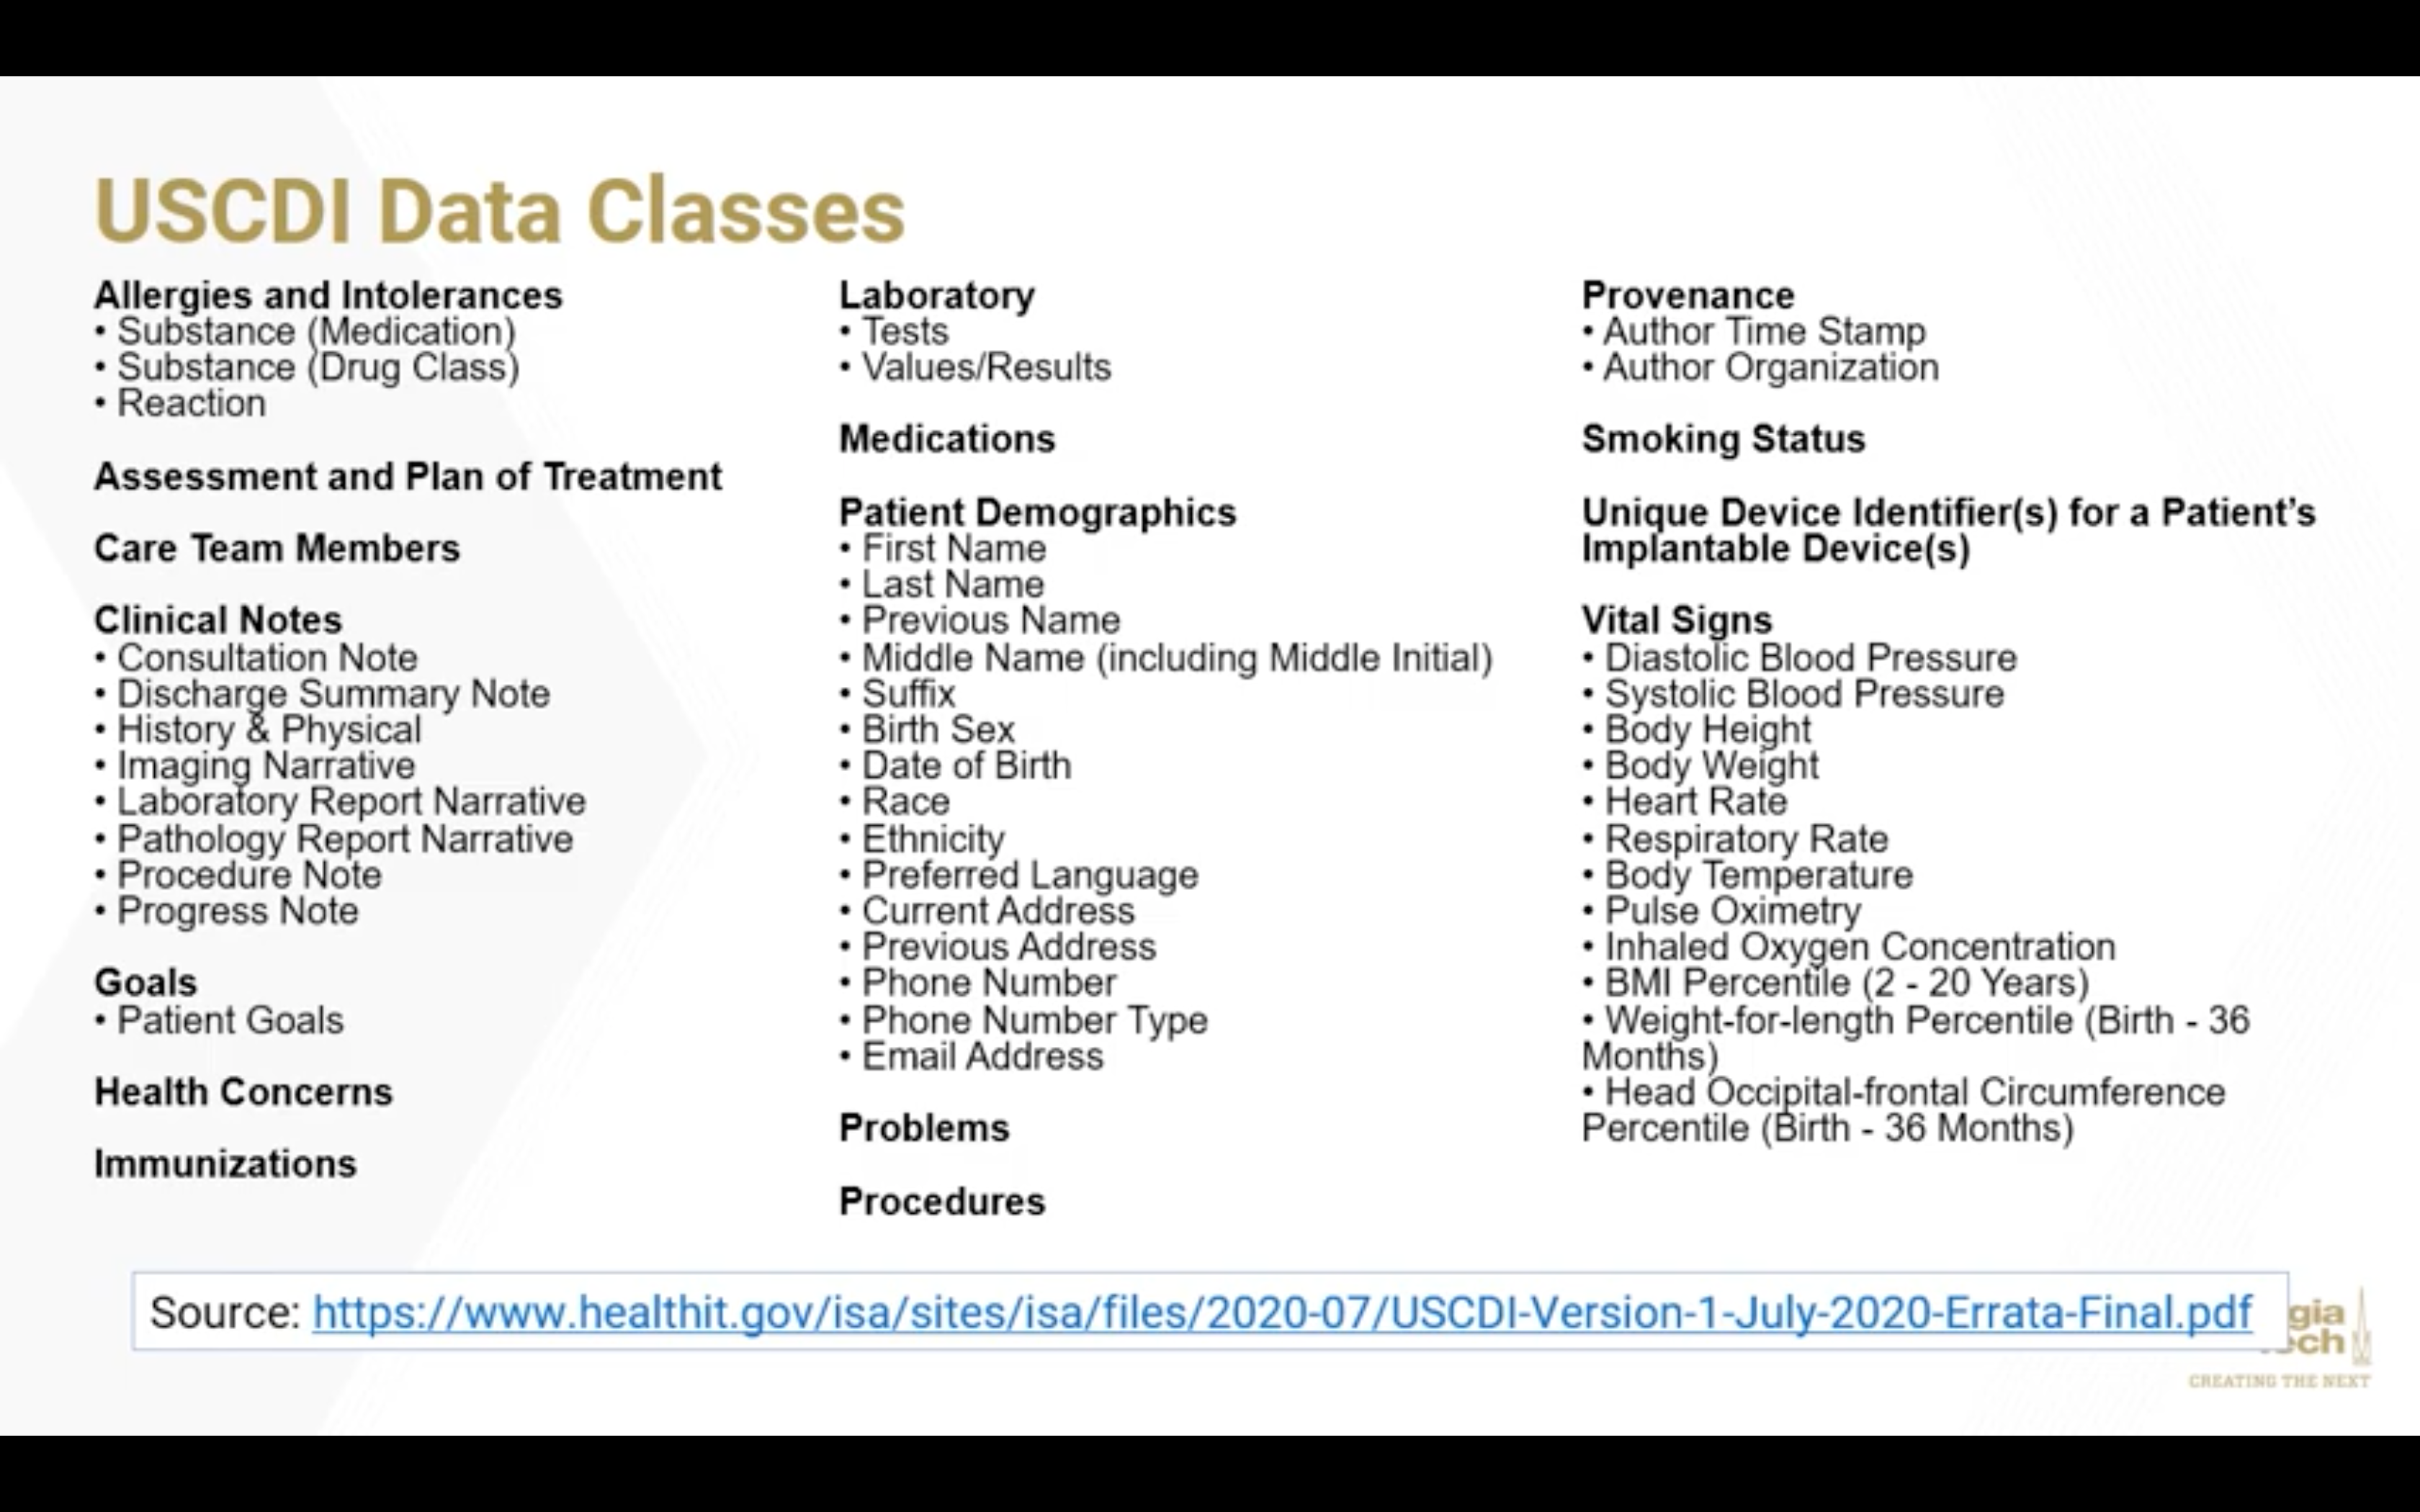 USCDI Data Classes
Allergies and Intolerances
• Substance (Medication)
• Substance (Drug Class)
• Reaction
Assessment and Plan of Treatment
Care Team Members
Clinical Notes
• Consultation Note
• Discharge Summary Note
• History & Physical
• Imaging Narrative
• Laboratory Report Narrative
• Pathology Report Narrative
• Procedure Note
• Progress Note
Goals
• Patient Goals
Health Concerns
Immunizations
Laboratory
• Tests
• Values/Results
Medications
Patient Demographics
• First Name
• Last Name
• Previous Name
• Middle Name (including Middle Initial)
• Suffix
• Birth Sex
• Date of Birth
• Race
• Ethnicity
• Preferred Language
• Current Address
• Previous Address
• Phone Number
• Phone Number Type
• Email Address
Problems
Procedures
Provenance
• Author Time Stamp
• Author Organization
Smoking Status
Unique Device Identifier(s) for a Patient’s
Implantable Device(s)
Vital Signs
• Diastolic Blood Pressure
• Systolic Blood Pressure
• Body Height
• Body Weight
• Heart Rate
• Respiratory Rate
• Body Temperature
• Pulse Oximetry
• Inhaled Oxygen Concentration
• BMI Percentile (2 - 20 Years)
• Weight-for-length Percentile (Birth - 36
Months)
• Head Occipital-frontal Circumference
Percentile (Birth - 36 Months)
Source: https://www.healthit.gov/isa/sites/isa/files/2020-07/USCDI-Version-1-July-2020-Errata-Final.pdf
gia
ech
CREATING THE NEXT